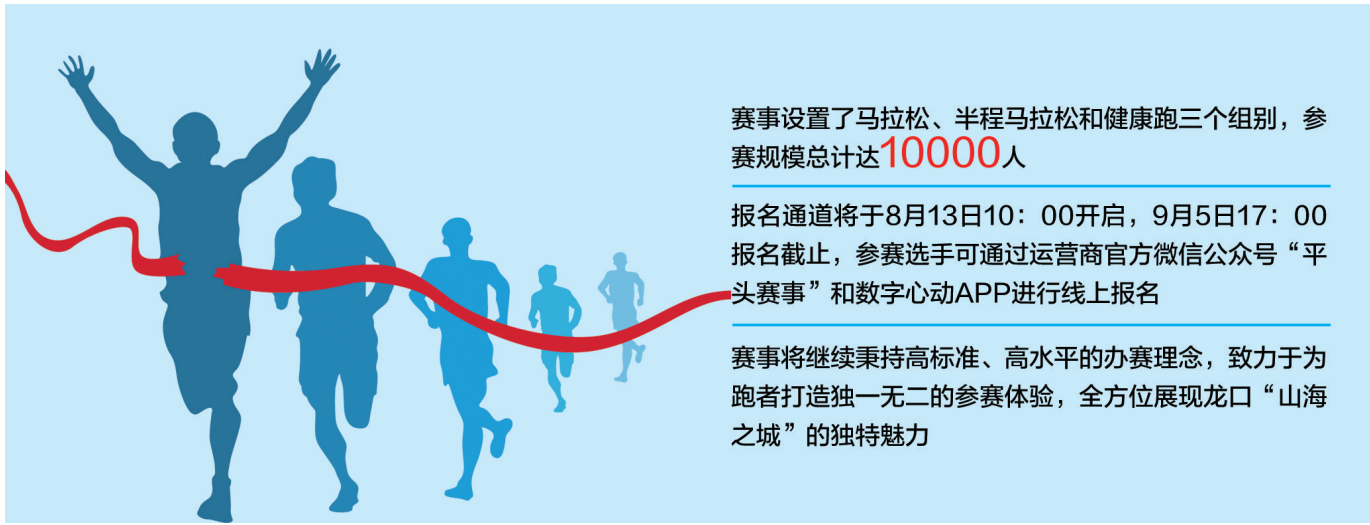 赛事设置了马拉松、半程马拉松和健康跑三个组别，参
赛规模总计达10000人
报名通道将于8月13日10：00开启，9月5日17：00
报名截止，参赛选手可通过运营商官方微信公众号“平
头赛事”和数字心动APP进行线上报名
赛事将继续秉持高标准、高水平的办赛理念，致力于为
跑者打造独一无二的参赛体验，全方位展现龙口“山海
之城”的独特魅力